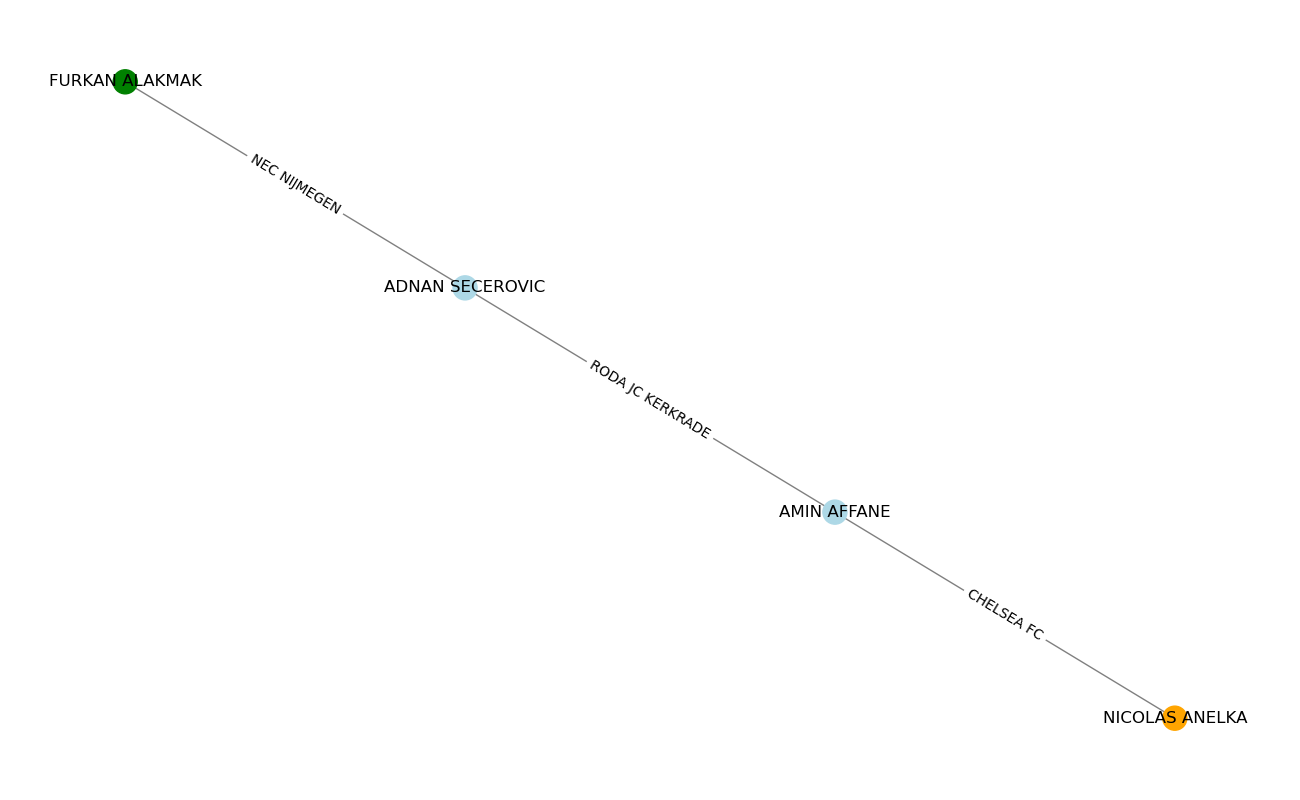 FURKAN ALAKMAK
NEC NIJMEGEN
ADNAN SECEROVIC
RODA JC KERKRADE
AMIN AFFANE
CHELSEA FC
NICOLAS ANELKA